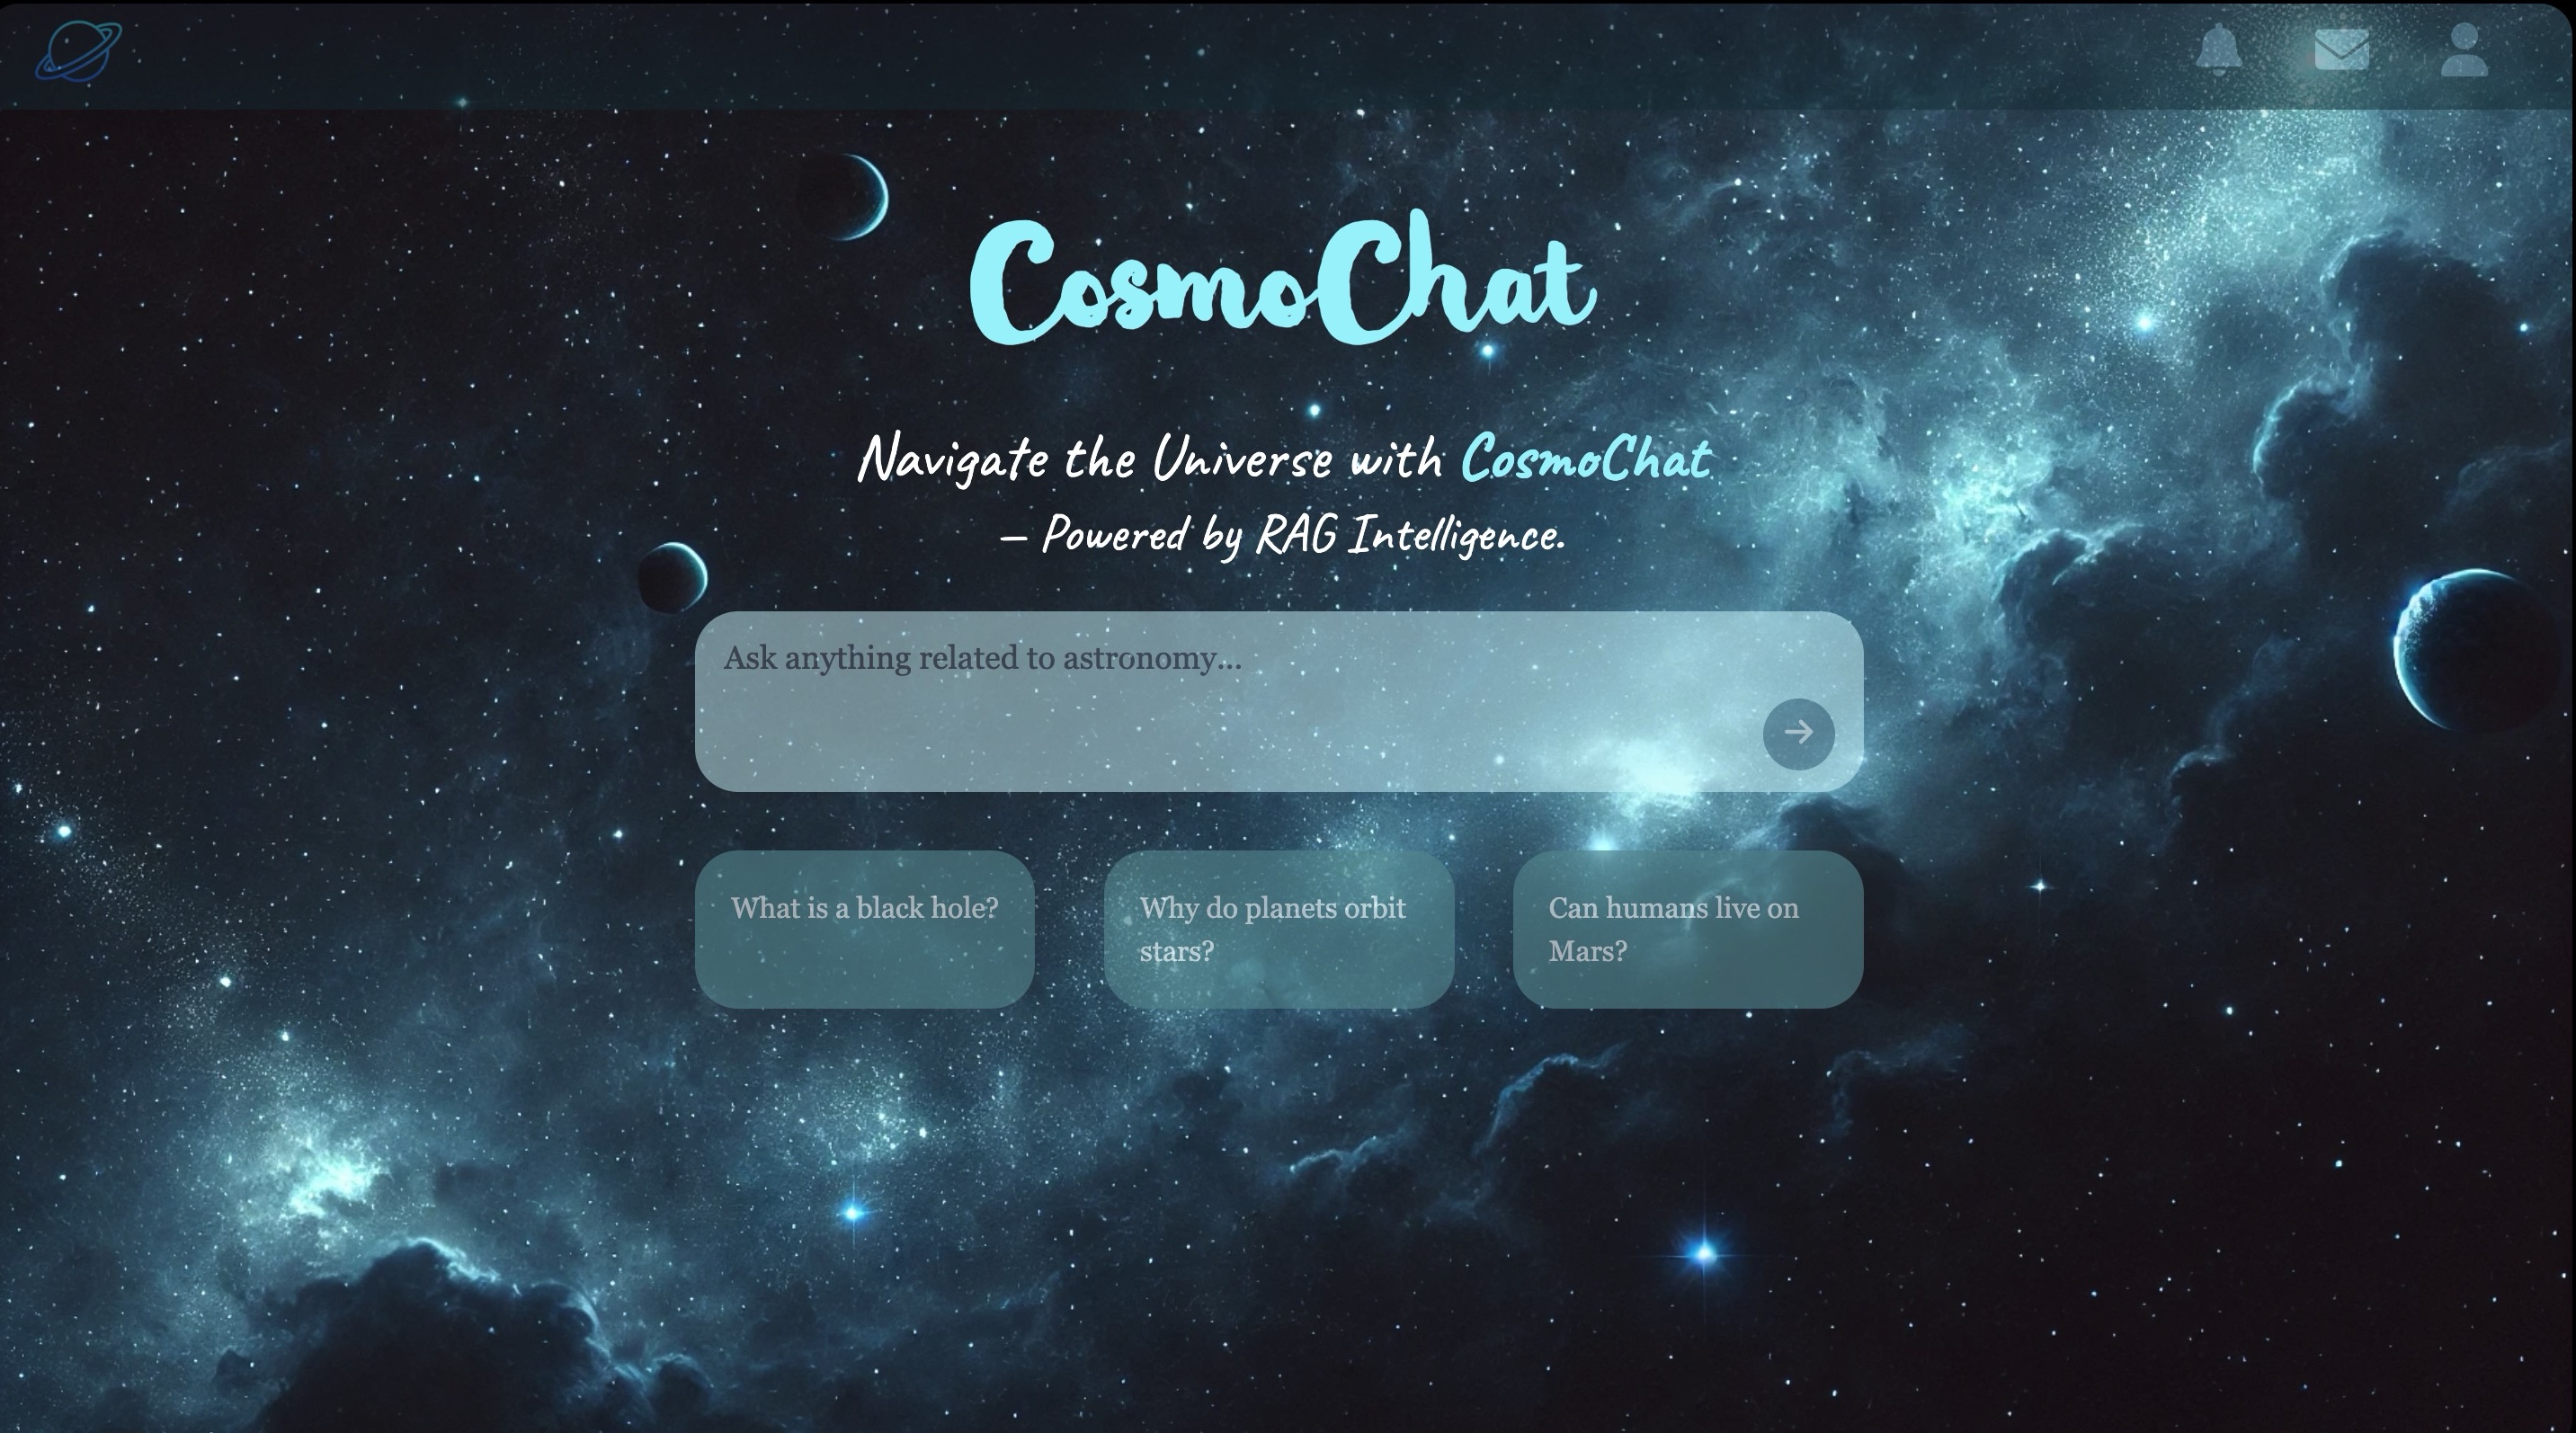 CosmoChat
Navigate the Universe with CosmoChat
– Powered by RAG Intelligence.
Ask anything related to astronomy...
What is a black hole?
Why do planets orbit
stars?
Can humans live on
Mars?